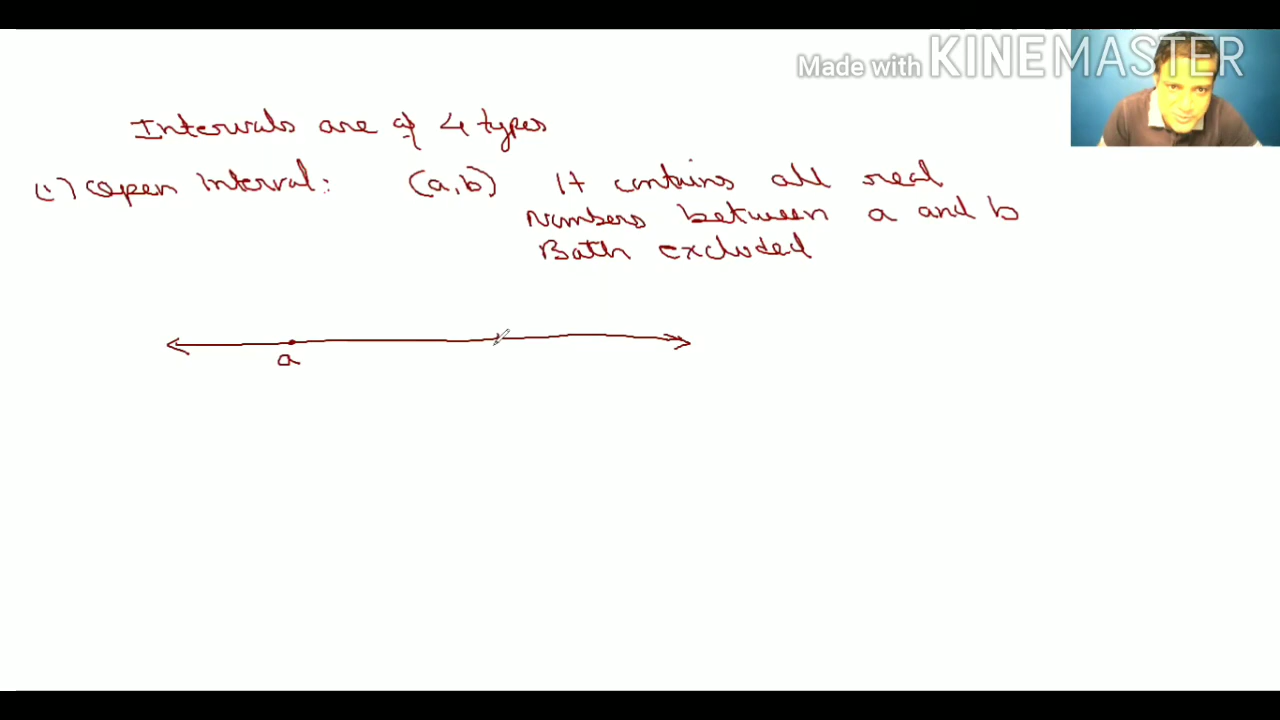 Made with KINEMASTER
Intervals are of 4 types
(i) Open Interval: (a,b) It contains all real
numbers between a and b
Both excluded
a